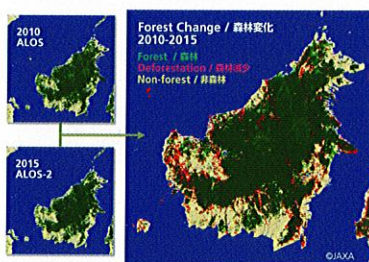 2010
ALOS
2015
ALOS-2
Forest Change / 森林変化
2010-2015
Forest / 森林
Deforestation / 森林減少
Non-forest / 非森林
©JAXA